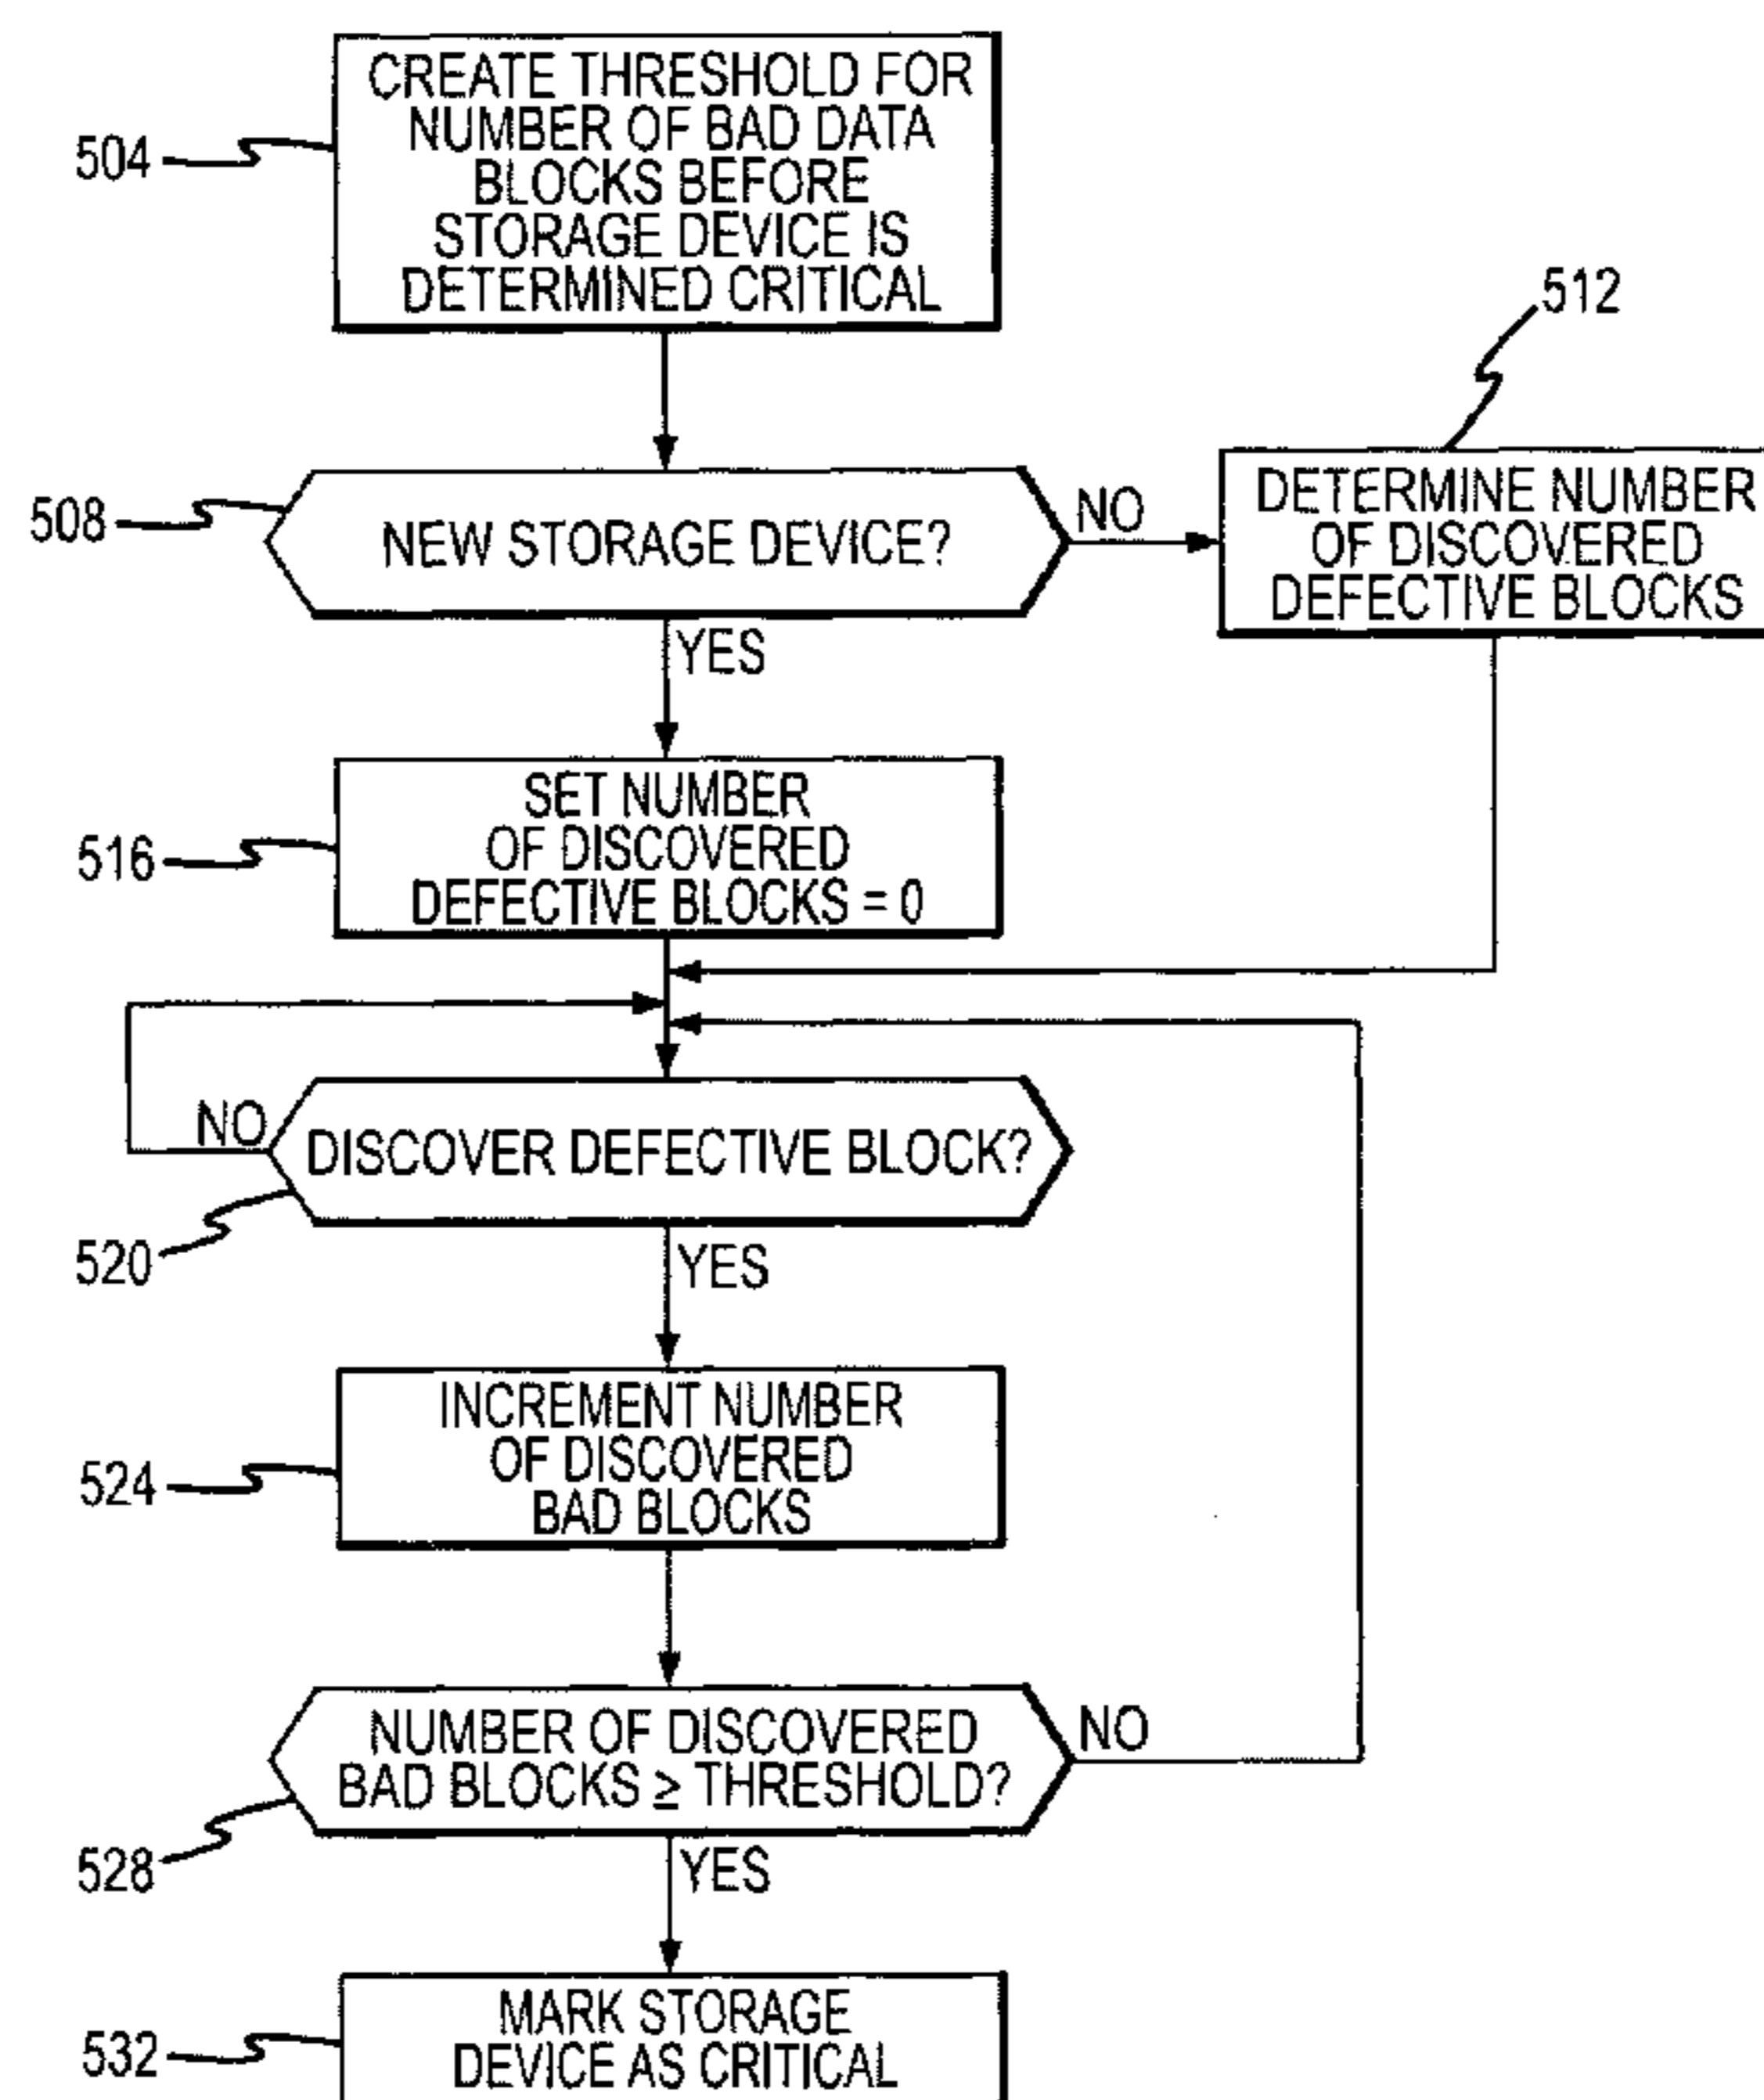 504
CREATE THRESHOLD FOR
NUMBER OF BAD DATA
BLOCKS BEFORE
STORAGE DEVICE IS
DETERMINED CRITICAL
508
NEW STORAGE DEVICE?
NO
512
DETERMINE NUMBER
OF DISCOVERED
DEFECTIVE BLOCKS
YES
516
SET NUMBER
OF DISCOVERED
DEFECTIVE BLOCKS = 0
NO
DISCOVER DEFECTIVE BLOCK?
520
YES
524
INCREMENT NUMBER
OF DISCOVERED
BAD BLOCKS
NUMBER OF DISCOVERED
BAD BLOCKS ≥ THRESHOLD?
NO
528
YES
532
MARK STORAGE
DEVICE AS CRITICAL